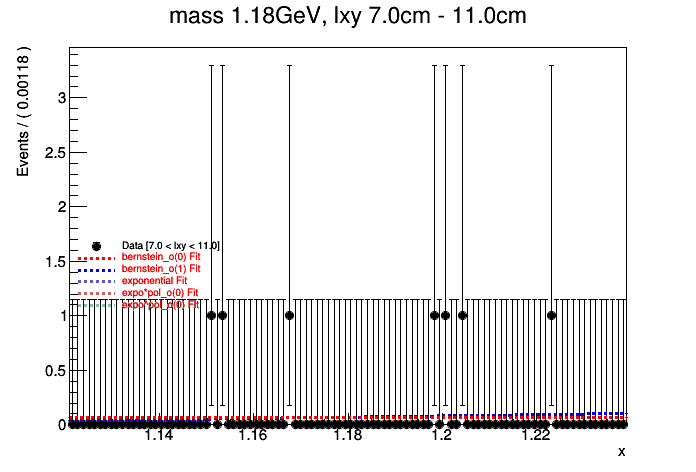 mass 1.18GeV, lxy 7.0cm - 11.0cm
Events / ( 0.00118 )
3
2.5
2
1.5
1
0.5
0
Data [7.0 < lxy < 11.0]
bernstein_o(0) Fit
bernstein_o(1) Fit
exponential Fit
expo*pol_o(0) Fit
1.14
1.16
1.18
1.2
1.22
x